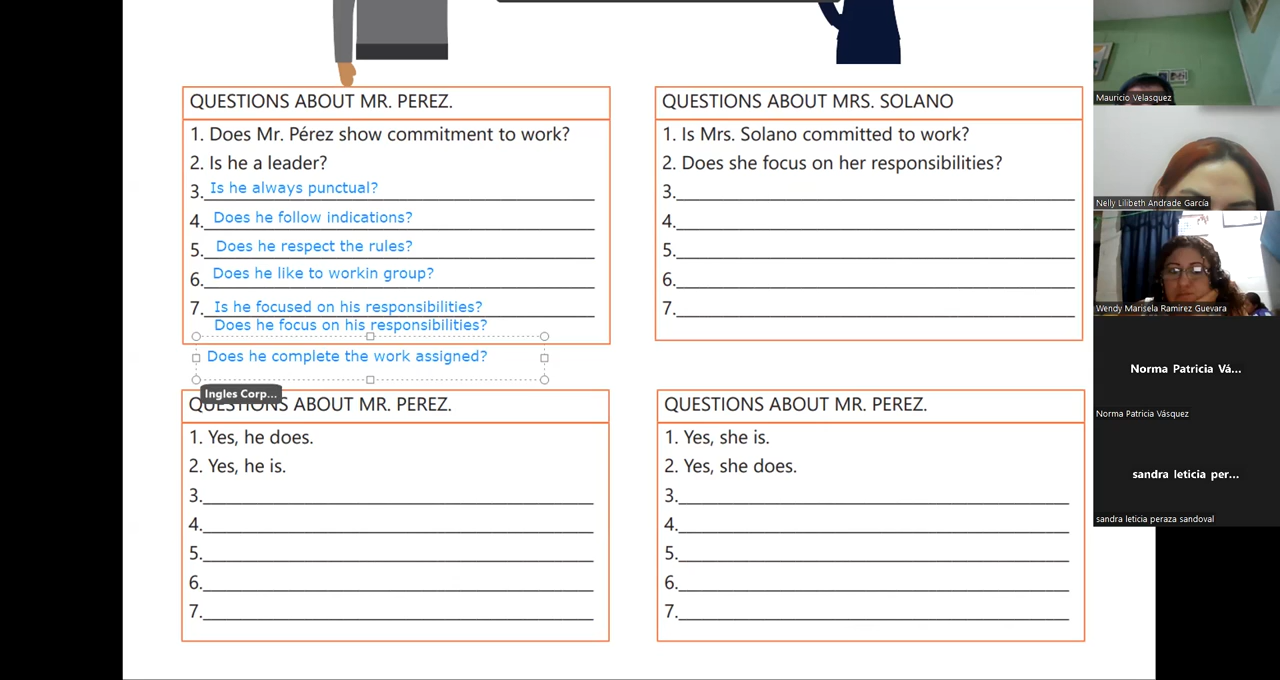 QUESTIONS ABOUT MR. PEREZ.
1. Does Mr. Pérez show commitment to work?
2. Is he a leader?
3. Is he always punctual?
4. Does he follow indications?
5. Does he respect the rules?
6. Does he like to workin group?
7. Is he focused on his responsibilities?
Does he focus on his responsibilities?
Does he complete the work assigned?
Ingles Corp...
QUESTIONS ABOUT MRS. SOLANO
1. Is Mrs. Solano committed to work?
2. Does she focus on her responsibilities?
3.
4.
5.
6.
7.
QUESTIONS ABOUT MR. PEREZ.
1. Yes, he does.
2. Yes, he is.
3.
4.
5.
6.
7.
QUESTIONS ABOUT MR. PEREZ.
1. Yes, she is.
2. Yes, she does.
3.
4.
5.
6.
7.
Mauricio Velasquez
Nelly Lilibeth Andrade García
Wendy Marisela Ramirez Guevara
Norma Patricia Vá...
Norma Patricia Vásquez
sandra leticia per...
sandra leticia peraza sandoval